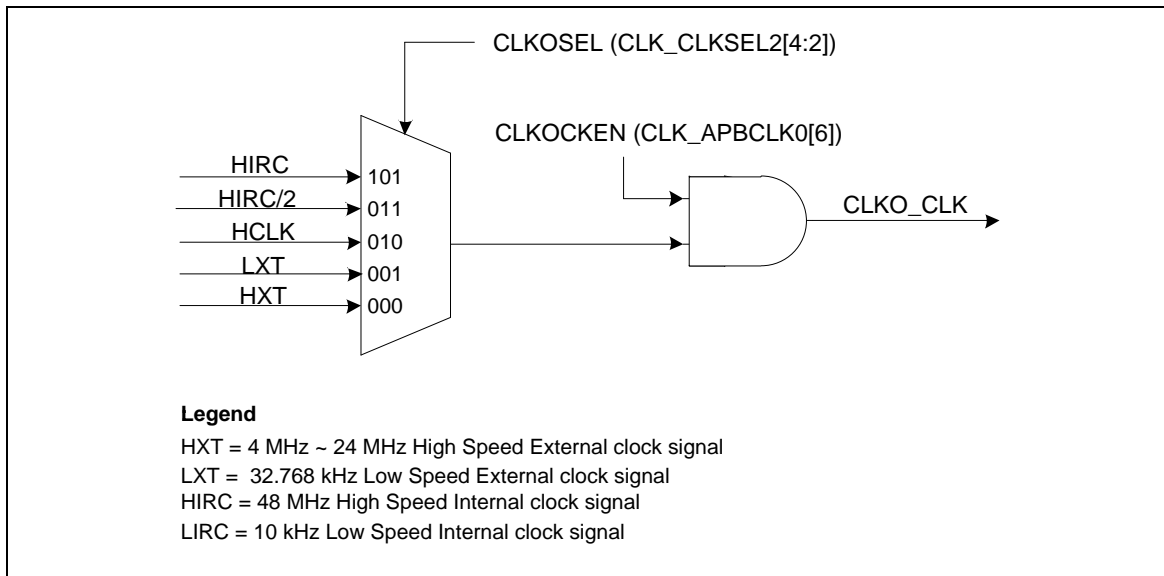 CLKOSEL (CLK_CLKSEL2[4:2])
CLKOCKEN (CLK_APBCLK0[6])
HIRC
101
HIRC/2
011
HCLK
010
LXT
001
HXT
000
CLKO_CLK
Legend
HXT = 4 MHz ~ 24 MHz High Speed External clock signal
LXT = 32.768 kHz Low Speed External clock signal
HIRC = 48 MHz High Speed Internal clock signal
LIRC = 10 kHz Low Speed Internal clock signal